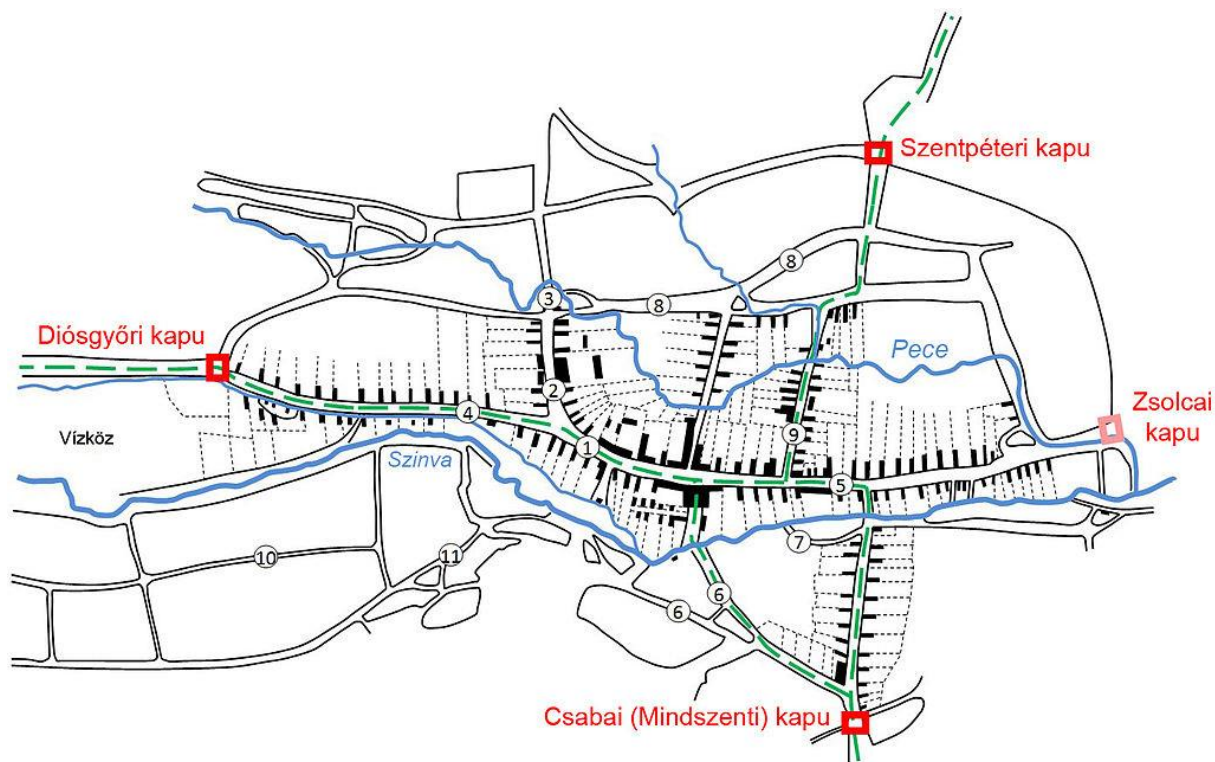 Szentpéteri kapu
8
3
8
Diósgyőri kapu
Pece
2
Zsolcai
kapu
4
9
1
Vízköz
Szinva
5
7
10
11
6
6
Csabai (Mindszenti) kapu